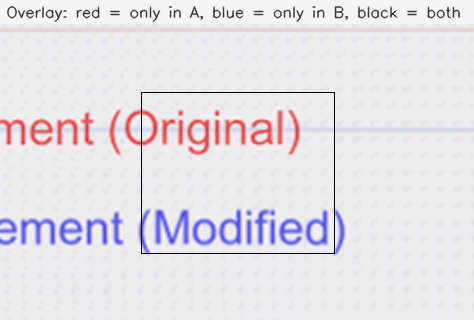 Overlay: red = only in A, blue = only in B, black = both
ment (Original)
ement (Modified)